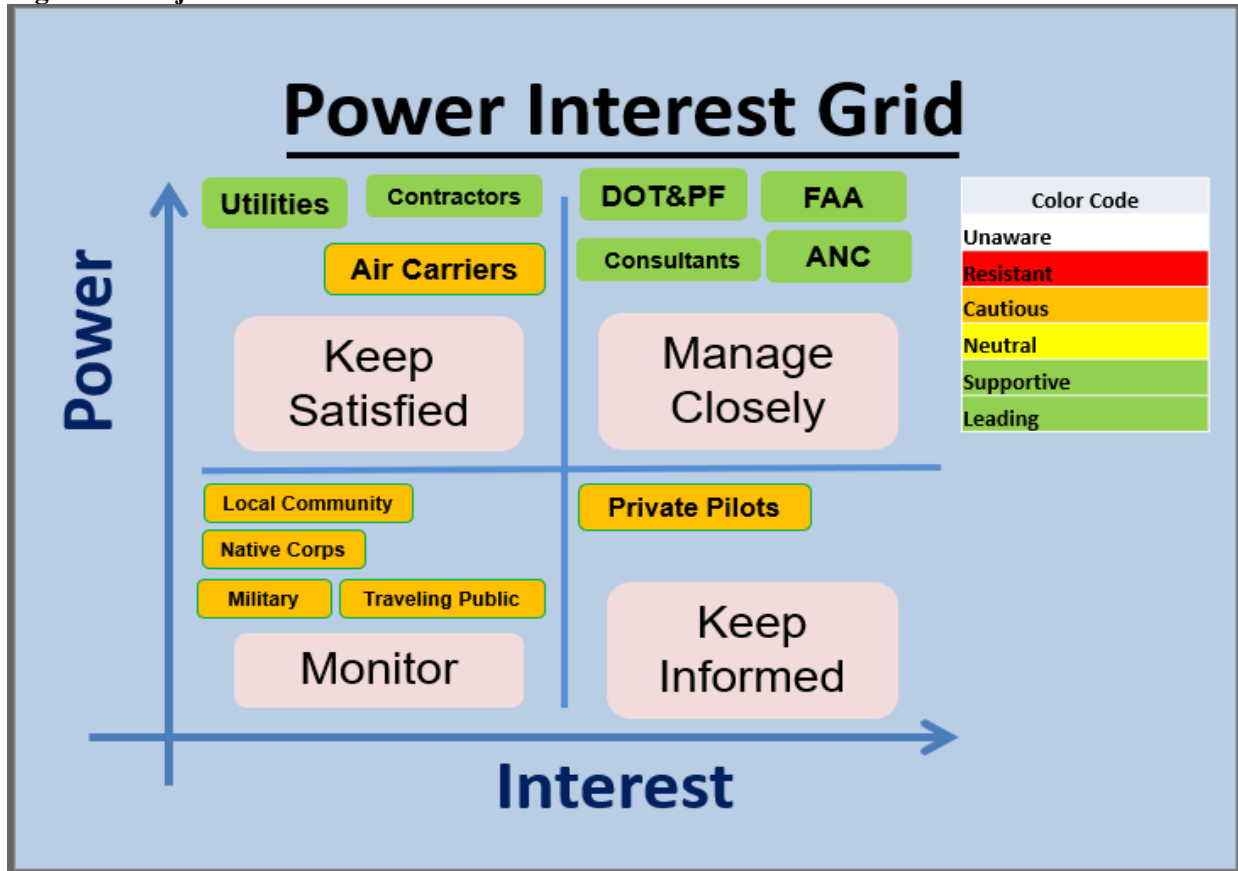 Power Interest Grid
Utilities
Contractors
DOT&PF
FAA
Air Carriers
Consultants
ANC
Color Code
Unaware
Resistant
Cautious
Neutral
Supportive
Leading
Power
Keep
Satisfied
Manage
Closely
Local Community
Native Corps
Military
Traveling Public
Private Pilots
Monitor
Keep
Informed
Interest